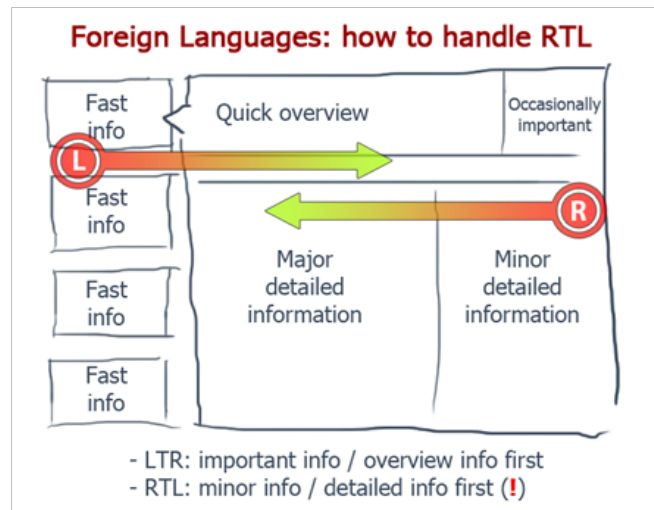 Foreign Languages: how to handle RTL
Fast
info
Quick overview
Occasionally
important
L
Fast
info
R
Major
detailed
information
Minor
detailed
information
Fast
info
Fast
info
- LTR: important info / overview info first
- RTL: minor info / detailed info first (!)